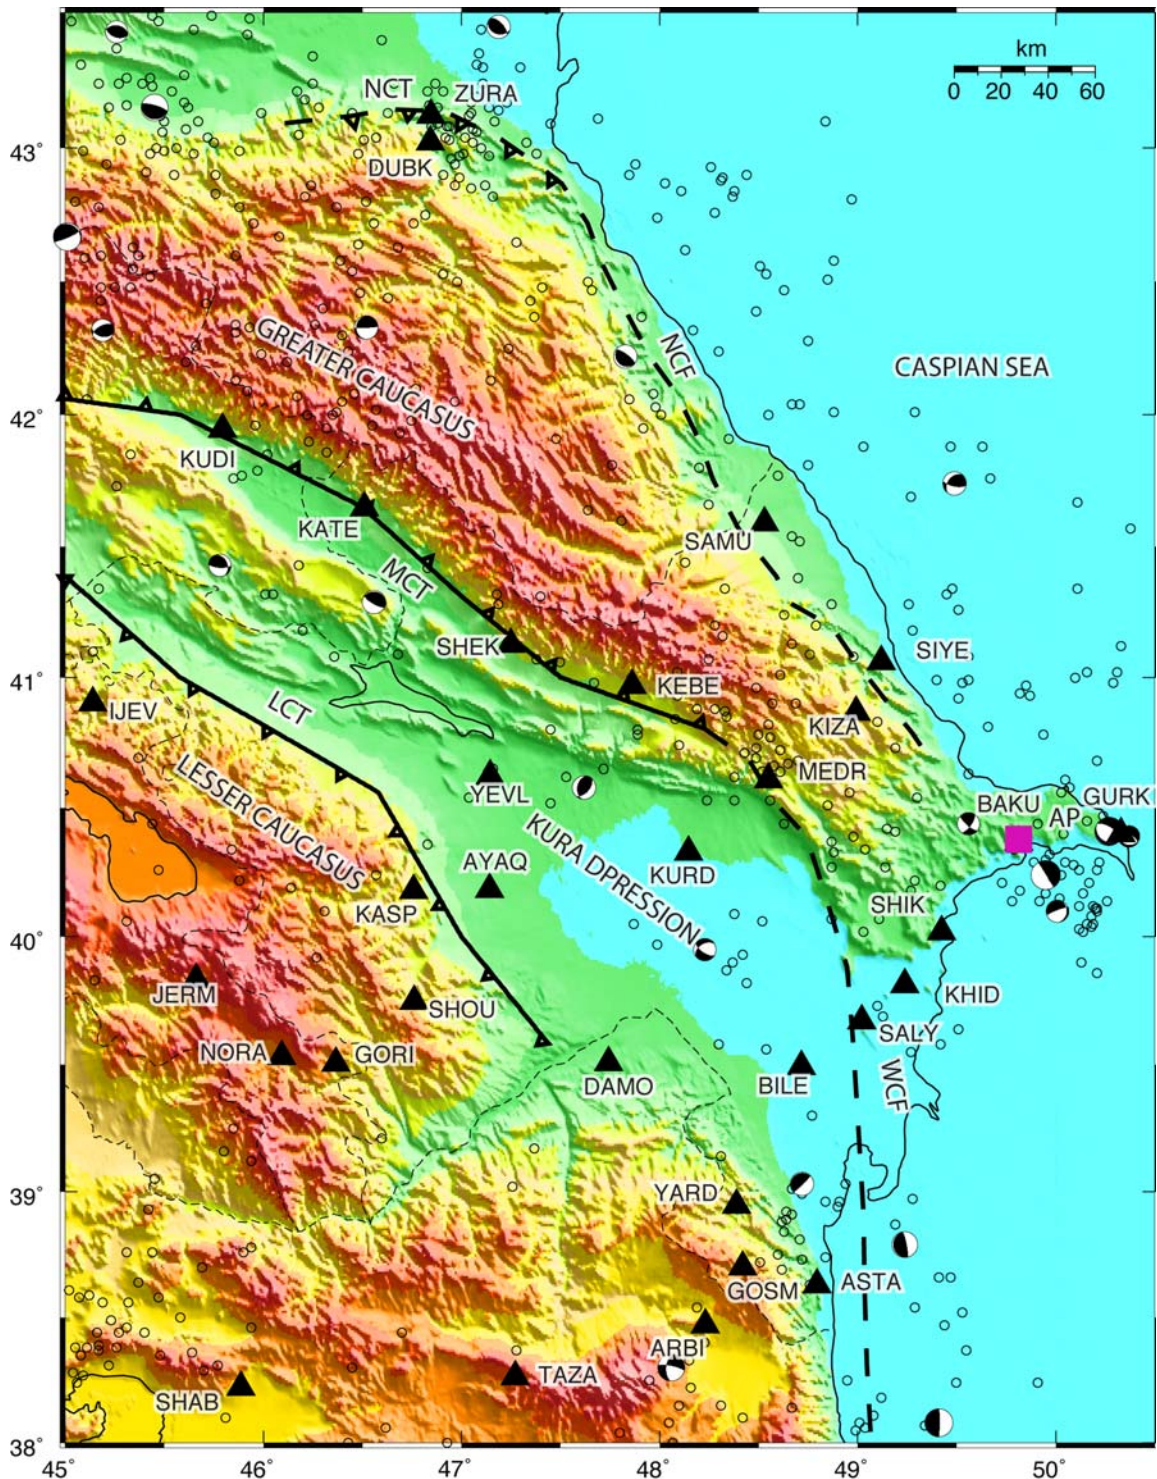 km
0 20 40 60
NCT
ZURA
43°
DUBK
GREATER CAUCASUS
NCF
CASPIAN SEA
42°
KUDI
KATE
SAMU
MCT
SHEK
SIYE
41°
KEBE
IJEV
LCT
KIZA
LESSER CAUCASUS
MEDR
YEVL
BAKU
AP
GURK
KURA DPRESSION
AYAQ
KURD
KASP
SHIK
40°
JERM
SHOU
KHID
NORA
GORI
SALY
DAMO
BILE
WCF
39°
YARD
GOSM
ASTA
ARBI
TAZA
SHAB
38°
45° 46° 47° 48° 49° 50°